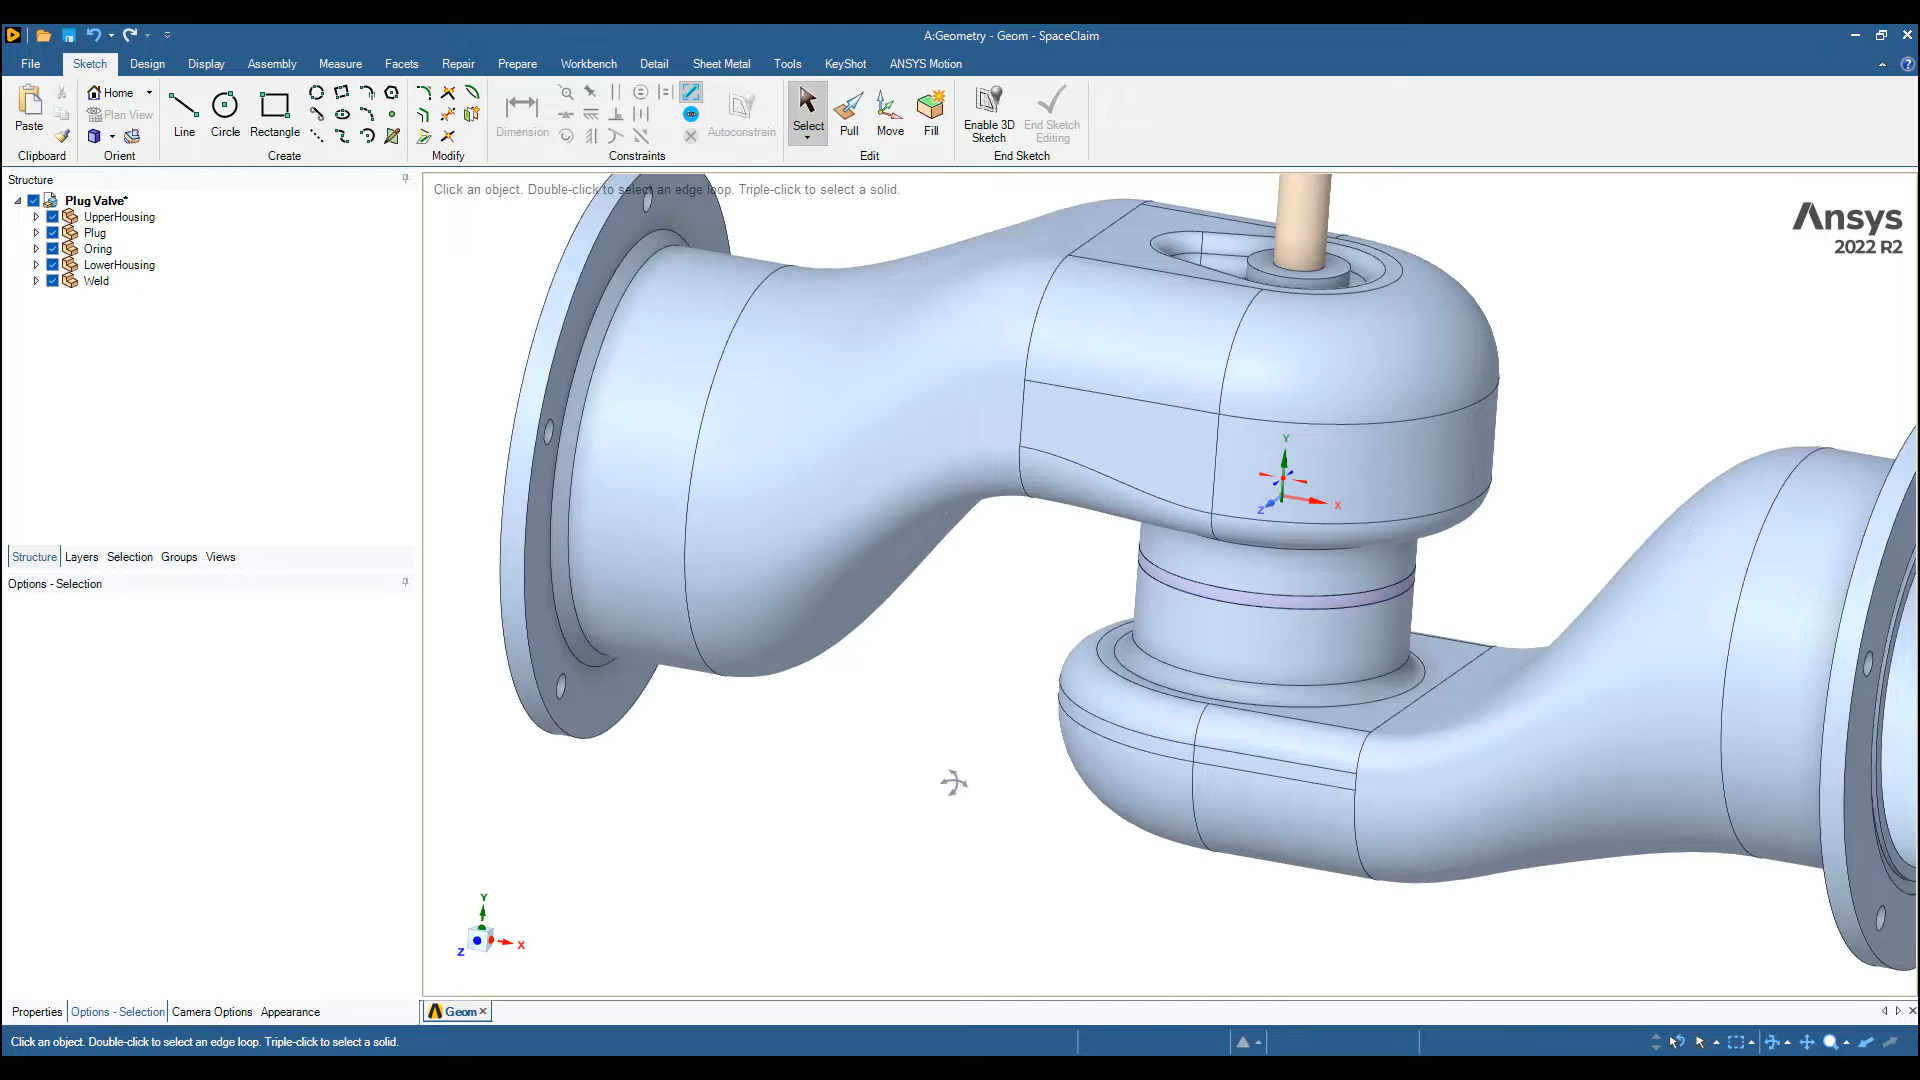 A:Geometry - Geom - SpaceClaim
File Sketch Design Display Assembly Measure Facets Repair Prepare Workbench Detail Sheet Metal Tools KeyShot ANSYS Motion
Home
Plan View
Paste
Line Circle Rectangle
Dimension
Autoconstrain
Select
Pull Move Fill
Enable 3D Sketch
End Sketch Editing
Clipboard Orient Create Modify Constraints Edit End Sketch
Structure
Click an object. Double-click to select an edge loop. Triple-click to select a solid.
Plug Valve*
UpperHousing
Plug
Oring
LowerHousing
Weld
Ansys
2022 R2
Y
X
Z
Structure Layers Selection Groups Views
Options - Selection
Y
X
Z
Properties Options - Selection Camera Options Appearance
Geom
Click an object. Double-click to select an edge loop. Triple-click to select a solid.